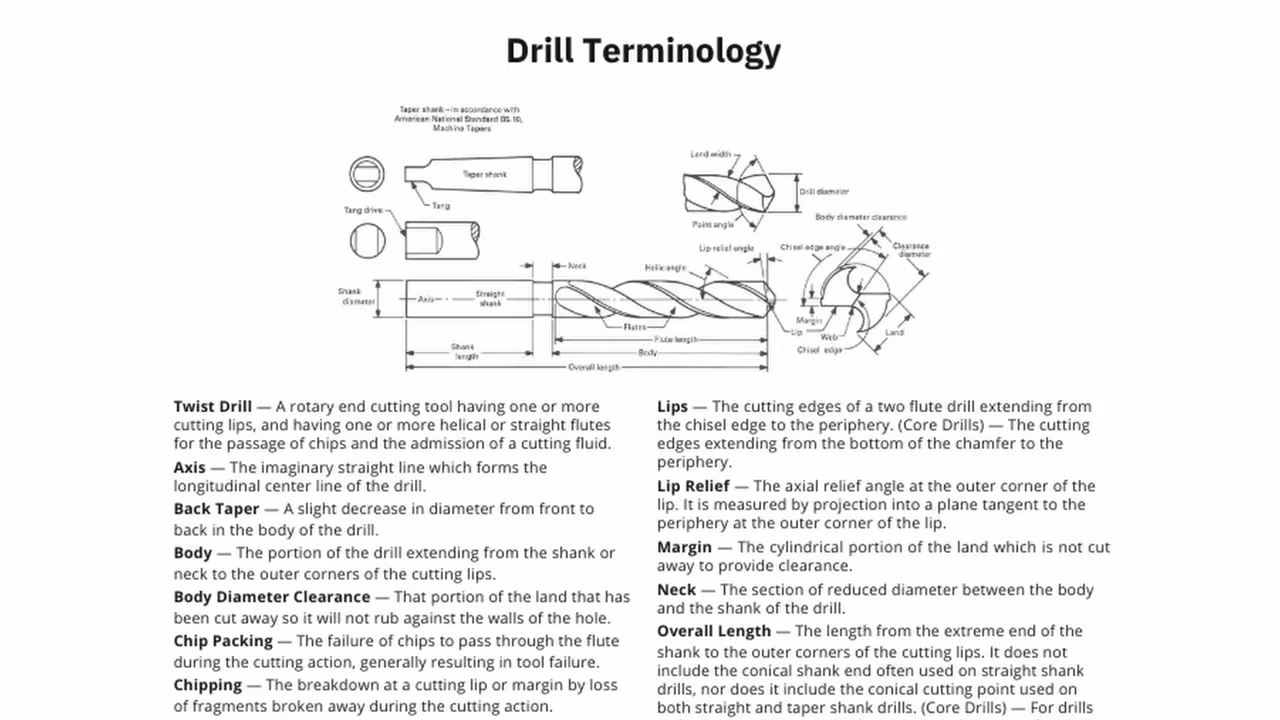 Drill Terminology
Taper shank – in accordance with
American National Standard B5.10,
Machine Tapers
Taper shank
Tang
Tang drive
Land width
Drill diameter
Point angle
Body diameter clearance
Lip relief angle
Chisel edge angle
Clearance
diameter
Neck
Helix angle
Shank
diameter
Axis
Straight
shank
Flutes
Flute length
Margin
Lip
Web
Land
Chisel edge
Shank
length
Body
Overall length
Twist Drill — A rotary end cutting tool having one or more
cutting lips, and having one or more helical or straight flutes
for the passage of chips and the admission of a cutting fluid.
Axis — The imaginary straight line which forms the
longitudinal center line of the drill.
Back Taper — A slight decrease in diameter from front to
back in the body of the drill.
Body — The portion of the drill extending from the shank or
neck to the outer corners of the cutting lips.
Body Diameter Clearance — That portion of the land that has
been cut away so it will not rub against the walls of the hole.
Chip Packing — The failure of chips to pass through the flute
during the cutting action, generally resulting in tool failure.
Chipping — The breakdown at a cutting lip or margin by loss
of fragments broken away during the cutting action.
Lips — The cutting edges of a two flute drill extending from
the chisel edge to the periphery. (Core Drills) — The cutting
edges extending from the bottom of the chamfer to the
periphery.
Lip Relief — The axial relief angle at the outer corner of the
lip. It is measured by projection into a plane tangent to the
periphery at the outer corner of the lip.
Margin — The cylindrical portion of the land which is not cut
away to provide clearance.
Neck — The section of reduced diameter between the body
and the shank of the drill.
Overall Length — The length from the extreme end of the
shank to the outer corners of the cutting lips. It does not
include the conical shank end often used on straight shank
drills, nor does it include the conical cutting point used on
both straight and taper shank drills. (Core Drills) — For drills